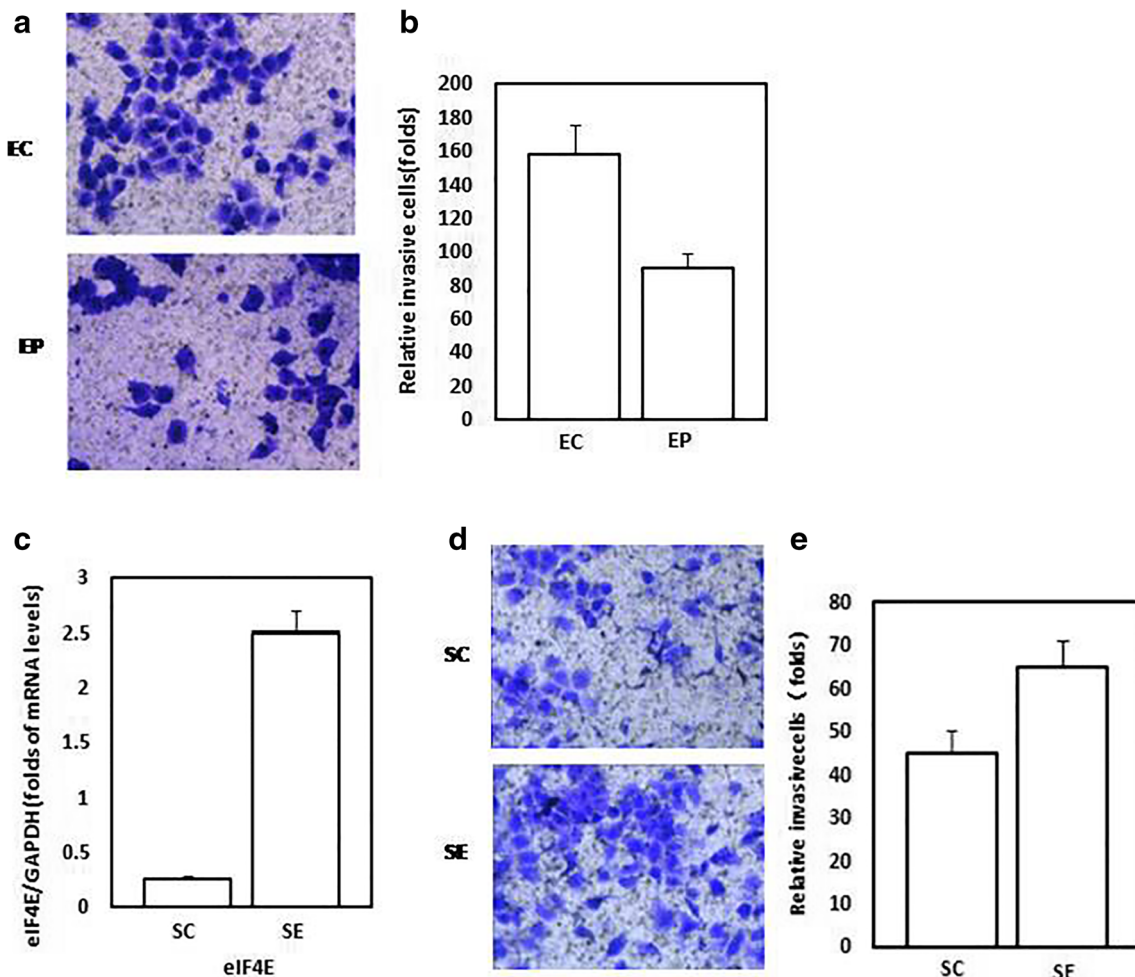 a
EC
EP
b
Relative invasive cells(folds)
200
180
160
140
120
100
80
60
40
20
0
EC EP
c
eIF4E/GAPDH(folds of mRNA levels)
3
2.5
2
1.5
1
0.5
0
SC SE
eIF4E
d
SC
SE
e
Relative invasivecells ( folds)
80
70
60
50
40
30
20
10
0
SC SE